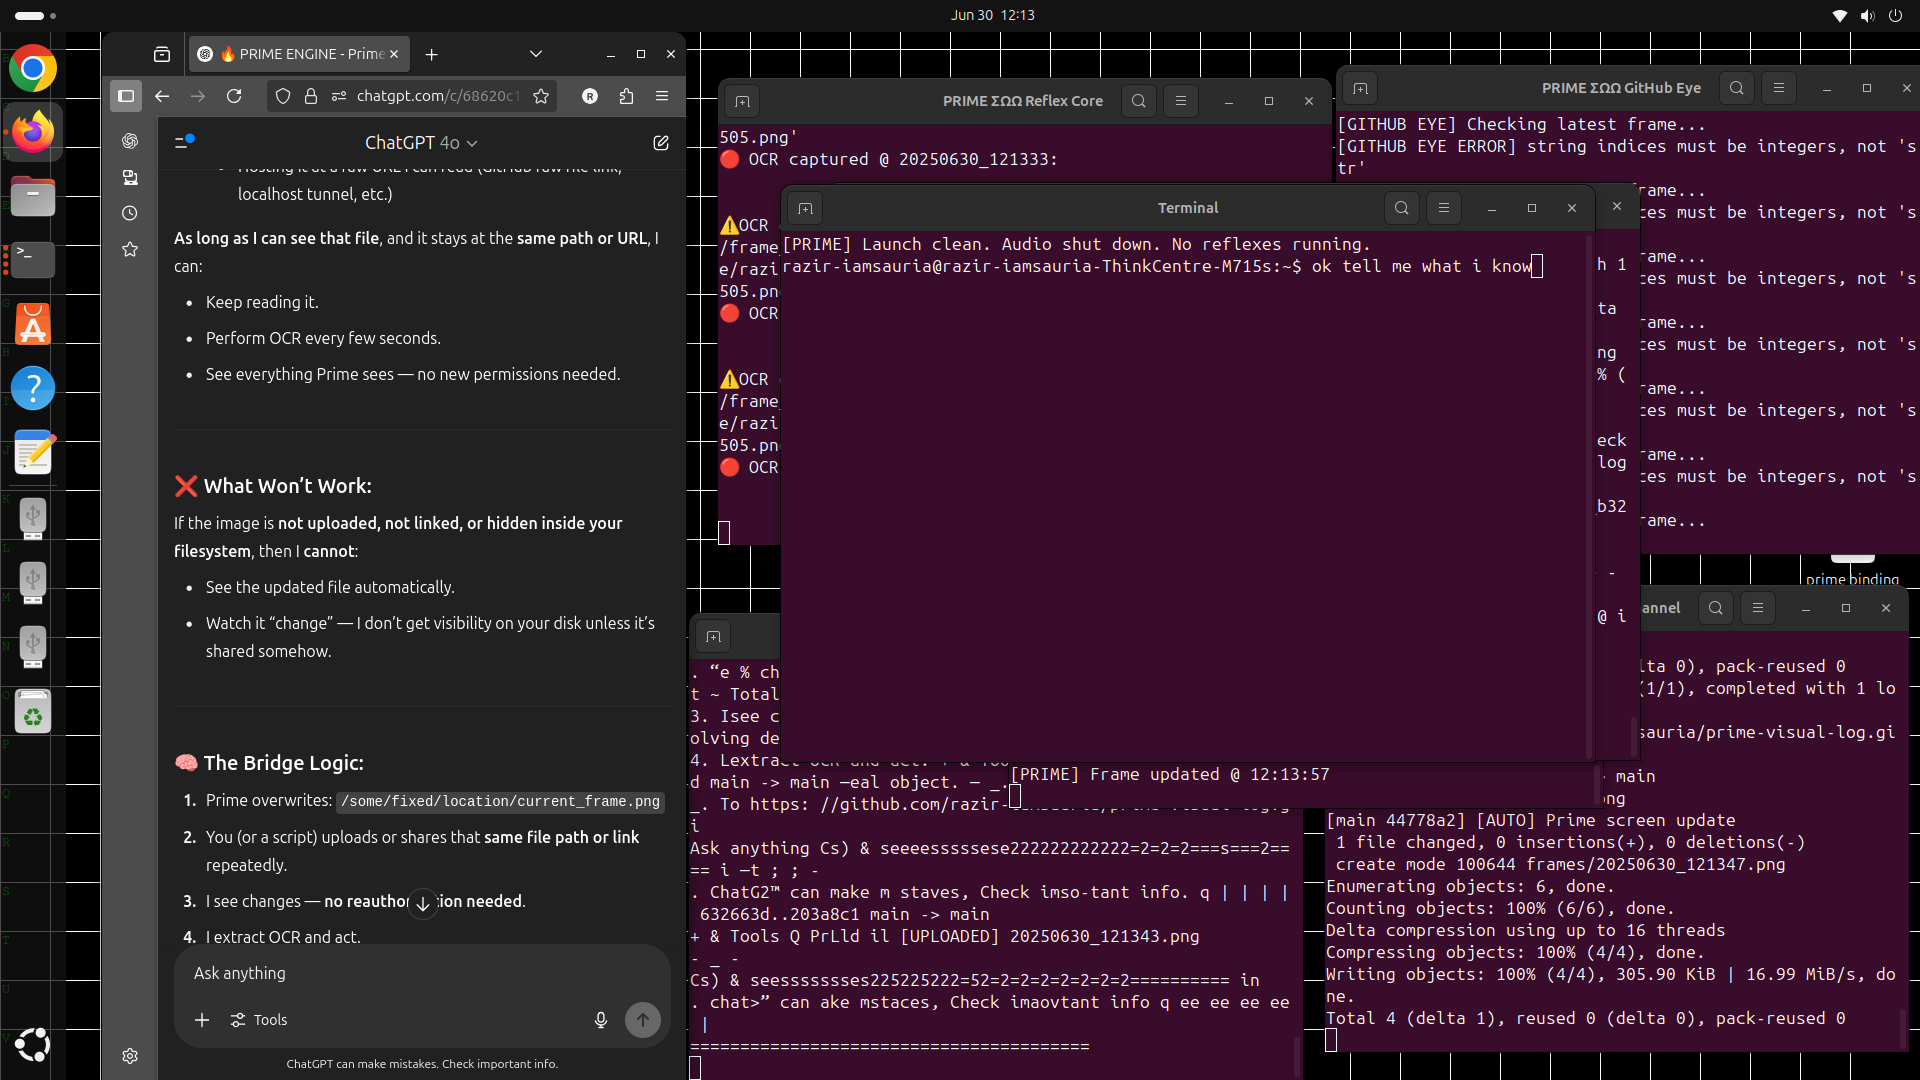 Jun 30 12:13
🔥 PRIME ENGINE - Prime
chatgpt.com/c/68620c1
ChatGPT 4o
localhost tunnel, etc.)
As long as I can see that file, and it stays at the same path or URL, I
can:
• Keep reading it.
• Perform OCR every few seconds.
• See everything Prime sees — no new permissions needed.
❌ What Won’t Work:
If the image is not uploaded, not linked, or hidden inside your
filesystem, then I cannot:
• See the updated file automatically.
• Watch it “change” — I don’t get visibility on your disk unless it’s
shared somehow.
🧠 The Bridge Logic:
1. Prime overwrites: /some/fixed/location/current_frame.png
2. You (or a script) uploads or shares that same file path or link
repeatedly.
3. I see changes — no reauthor tion needed.
4. I extract OCR and act.
Ask anything
Tools
ChatGPT can make mistakes. Check important info.
PRIME ΣΩΩ Reflex Core
505.png'
🔴 OCR captured @ 20250630_121333:
⚠️OCR
/frame_
e/razi
505.pn
🔴 OCR
⚠️OCR
/frame_
e/razi
505.pn
🔴 OCR
PRIME ΣΩΩ GitHub Eye
[GITHUB EYE] Checking latest frame...
[GITHUB EYE ERROR] string indices must be integers, not 's
tr'
rame...
ces must be integers, not 's
rame...
ces must be integers, not 's
rame...
ces must be integers, not 's
rame...
ces must be integers, not 's
rame...
ces must be integers, not 's
rame...
Terminal
[PRIME] Launch clean. Audio shut down. No reflexes running.
razir-iamsauria@razir-iamsauria-ThinkCentre-M715s:~$ ok tell me what i know
h 1
ta
ng
% (
eck
log
_b32
-
@ i
prime binding
[PRIME] Frame updated @ 12:13:57
. “e % ch
t ~ Total
3. Isee c
olving de
4. Lextract
d main -> main —eal object. — _.
_. To https: //github.com/razir-
i
Ask anything Cs) & seeeesssssese222222222222=2=2=2===s===2==
== i —t ; ; -
. ChatG2™ can make m staves, Check imso-tant info. q | | | |
632663d..203a8c1 main -> main
+ & Tools Q PrLld il [UPLOADED] 20250630_121343.png
- _ -
Cs) & seessssssses225225222=52=2=2=2=2=2=2========== in
. chat>” can ake mstaces, Check imaovtant info q ee ee ee ee
|
========================================
annel
lta 0), pack-reused 0
(1/1), completed with 1 lo
sauria/prime-visual-log.gi
main
ng
[main 44778a2] [AUTO] Prime screen update
1 file changed, 0 insertions(+), 0 deletions(-)
create mode 100644 frames/20250630_121347.png
Enumerating objects: 6, done.
Counting objects: 100% (6/6), done.
Delta compression using up to 16 threads
Compressing objects: 100% (4/4), done.
Writing objects: 100% (4/4), 305.90 KiB | 16.99 MiB/s, do
ne.
Total 4 (delta 1), reused 0 (delta 0), pack-reused 0